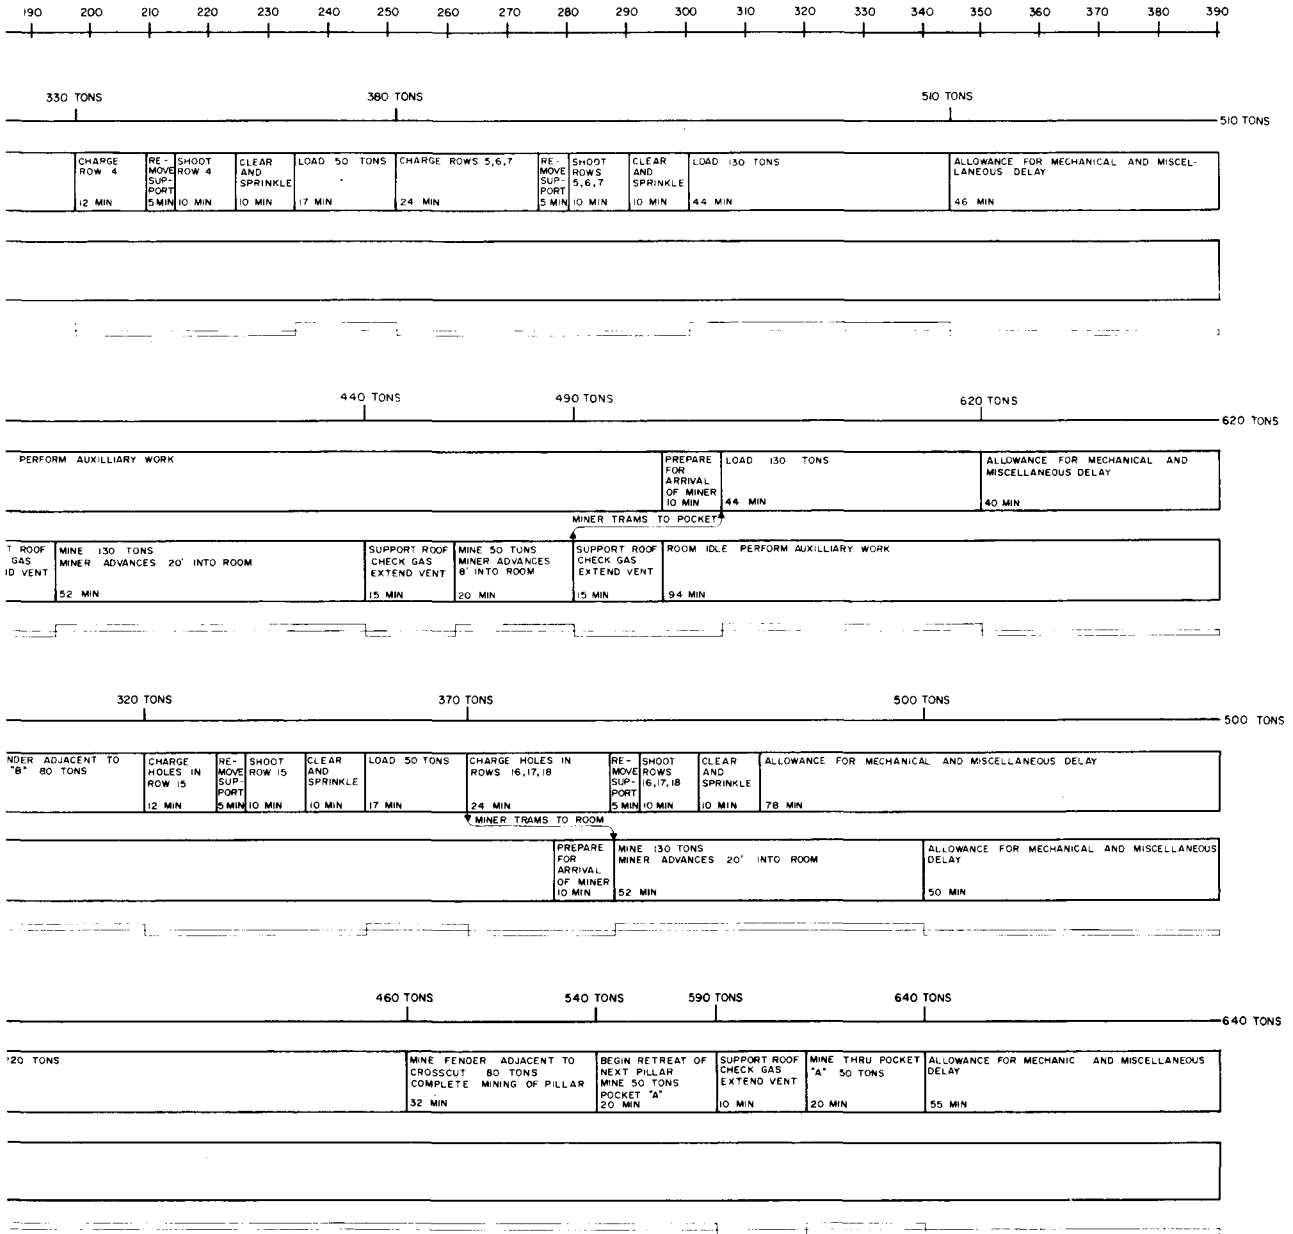 190 200 210 220 230 240 250 260 270 280 290 300 310 320 330 340 350 360 370 380 390
330 TONS 380 TONS 510 TONS
510 TONS
CHARGE
ROW 4
12 MIN
RE-
MOVE
SUP-
PORT
5 MIN
SHOOT
ROW 4
10 MIN
CLEAR
AND
SPRINKLE
10 MIN
LOAD 50 TONS
17 MIN
CHARGE ROWS 5,6,7
24 MIN
RE-
MOVE
SUP-
PORT
5 MIN
SHOOT
ROWS
5,6,7
10 MIN
CLEAR
AND
SPRINKLE
10 MIN
LOAD 130 TONS
44 MIN
ALLOWANCE FOR MECHANICAL AND MISCEL-
LANEOUS DELAY
46 MIN
440 TONS 490 TONS 620 TONS
620 TONS
PERFORM AUXILLIARY WORK
PREPARE
FOR
ARRIVAL
OF MINER
10 MIN
LOAD 130 TONS
44 MIN
ALLOWANCE FOR MECHANICAL AND
MISCELLANEOUS DELAY
40 MIN
MINER TRAMS TO POCKET
T ROOF
GAS
ID VENT
MINE 130 TONS
MINER ADVANCES 20' INTO ROOM
52 MIN
SUPPORT ROOF
CHECK GAS
EXTEND VENT
15 MIN
MINE 50 TONS
MINER ADVANCES
8' INTO ROOM
20 MIN
SUPPORT ROOF
CHECK GAS
EXTEND VENT
15 MIN
ROOM IDLE PERFORM AUXILLIARY WORK
94 MIN
320 TONS 370 TONS 500 TONS
500 TONS
NDER ADJACENT TO
"B" 80 TONS
CHARGE
HOLES IN
ROW 15
12 MIN
RE-
MOVE
SUP-
PORT
5 MIN
SHOOT
ROW 15
10 MIN
CLEAR
AND
SPRINKLE
10 MIN
LOAD 50 TONS
17 MIN
CHARGE HOLES IN
ROWS 16,17,18
24 MIN
RE-
MOVE
SUP-
PORT
5 MIN
SHOOT
ROWS
16,17,18
10 MIN
CLEAR
AND
SPRINKLE
10 MIN
ALLOWANCE FOR MECHANICAL AND MISCELLANEOUS DELAY
78 MIN
MINER TRAMS TO ROOM
PREPARE
FOR
ARRIVAL
OF MINER
10 MIN
MINE 130 TONS
MINER ADVANCES 20' INTO ROOM
52 MIN
ALLOWANCE FOR MECHANICAL AND MISCELLANEOUS
DELAY
50 MIN
460 TONS 540 TONS 590 TONS 640 TONS
640 TONS
20 TONS
MINE FENDER ADJACENT TO
CROSSCUT 80 TONS
COMPLETE MINING OF PILLAR
32 MIN
BEGIN RETREAT OF
NEXT PILLAR
MINE 50 TONS
POCKET "A"
20 MIN
SUPPORT ROOF
CHECK GAS
EXTEND VENT
10 MIN
MINE THRU POCKET
"A" 50 TONS
20 MIN
ALLOWANCE FOR MECHANIC AND MISCELLANEOUS
DELAY
55 MIN